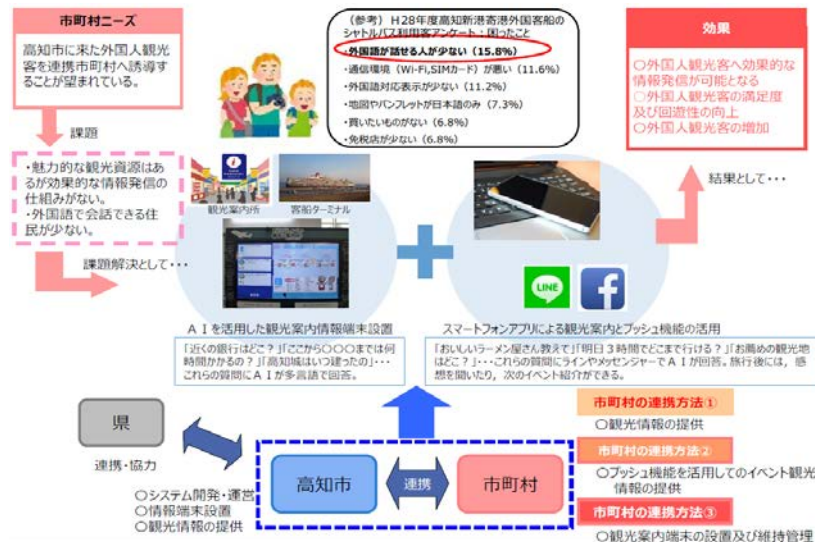 市町村ニーズ
高知市に来た外国人観光
客を連携市町村へ誘導す
ることが望まれている。
課題
・魅力的な観光資源はあ
るが効果的な情報発信の
仕組みがない。
・外国語で会話できる住
民が少ない。
課題解決として・・・
（参考）H28年度高知新港寄港外国客船の
シャトルバス利用客アンケート：困ったこと
・外国語が話せる人が少ない（15.8%）
・通信環境（Wi-Fi,SIMカード）が悪い（11.6%）
・外国語対応表示が少ない（11.2%）
・地図やパンフレットが日本語のみ（7.3%）
・買いたいものがない（6.8%）
・免税店が少ない（6.8%）
効果
○外国人観光客へ効果的な
情報発信が可能となる
○外国人観光客の満足度
及び回遊性の向上
○外国人観光客の増加
結果として・・・
観光案内所
客船ターミナル
LINE
ＡＩを活用した観光案内情報端末設置
「近くの銀行はどこ？」「ここから○○○までは何
時間かかるの？」「高知城はいつ建ったの」・・・
これらの質問にＡＩが多言語で回答。
スマートフォンアプリによる観光案内とプッシュ機能の活用
「おいしいラーメン屋さん教えて」「明日３時間でどこまで行ける？」「お薦めの観光地
はどこ？」・・・これらの質問にラインやメッセンジャーでＡＩが回答。旅行後には，感
想を聞いたり，次のイベント紹介ができる。
県
連携・協力
○システム開発・運営
○情報端末設置
○観光情報の提供
高知市
連携
市町村
市町村の連携方法①
○観光情報の提供
市町村の連携方法②
○プッシュ機能を活用してのイベント観光
情報の提供
市町村の連携方法③
○観光案内端末の設置及び維持管理